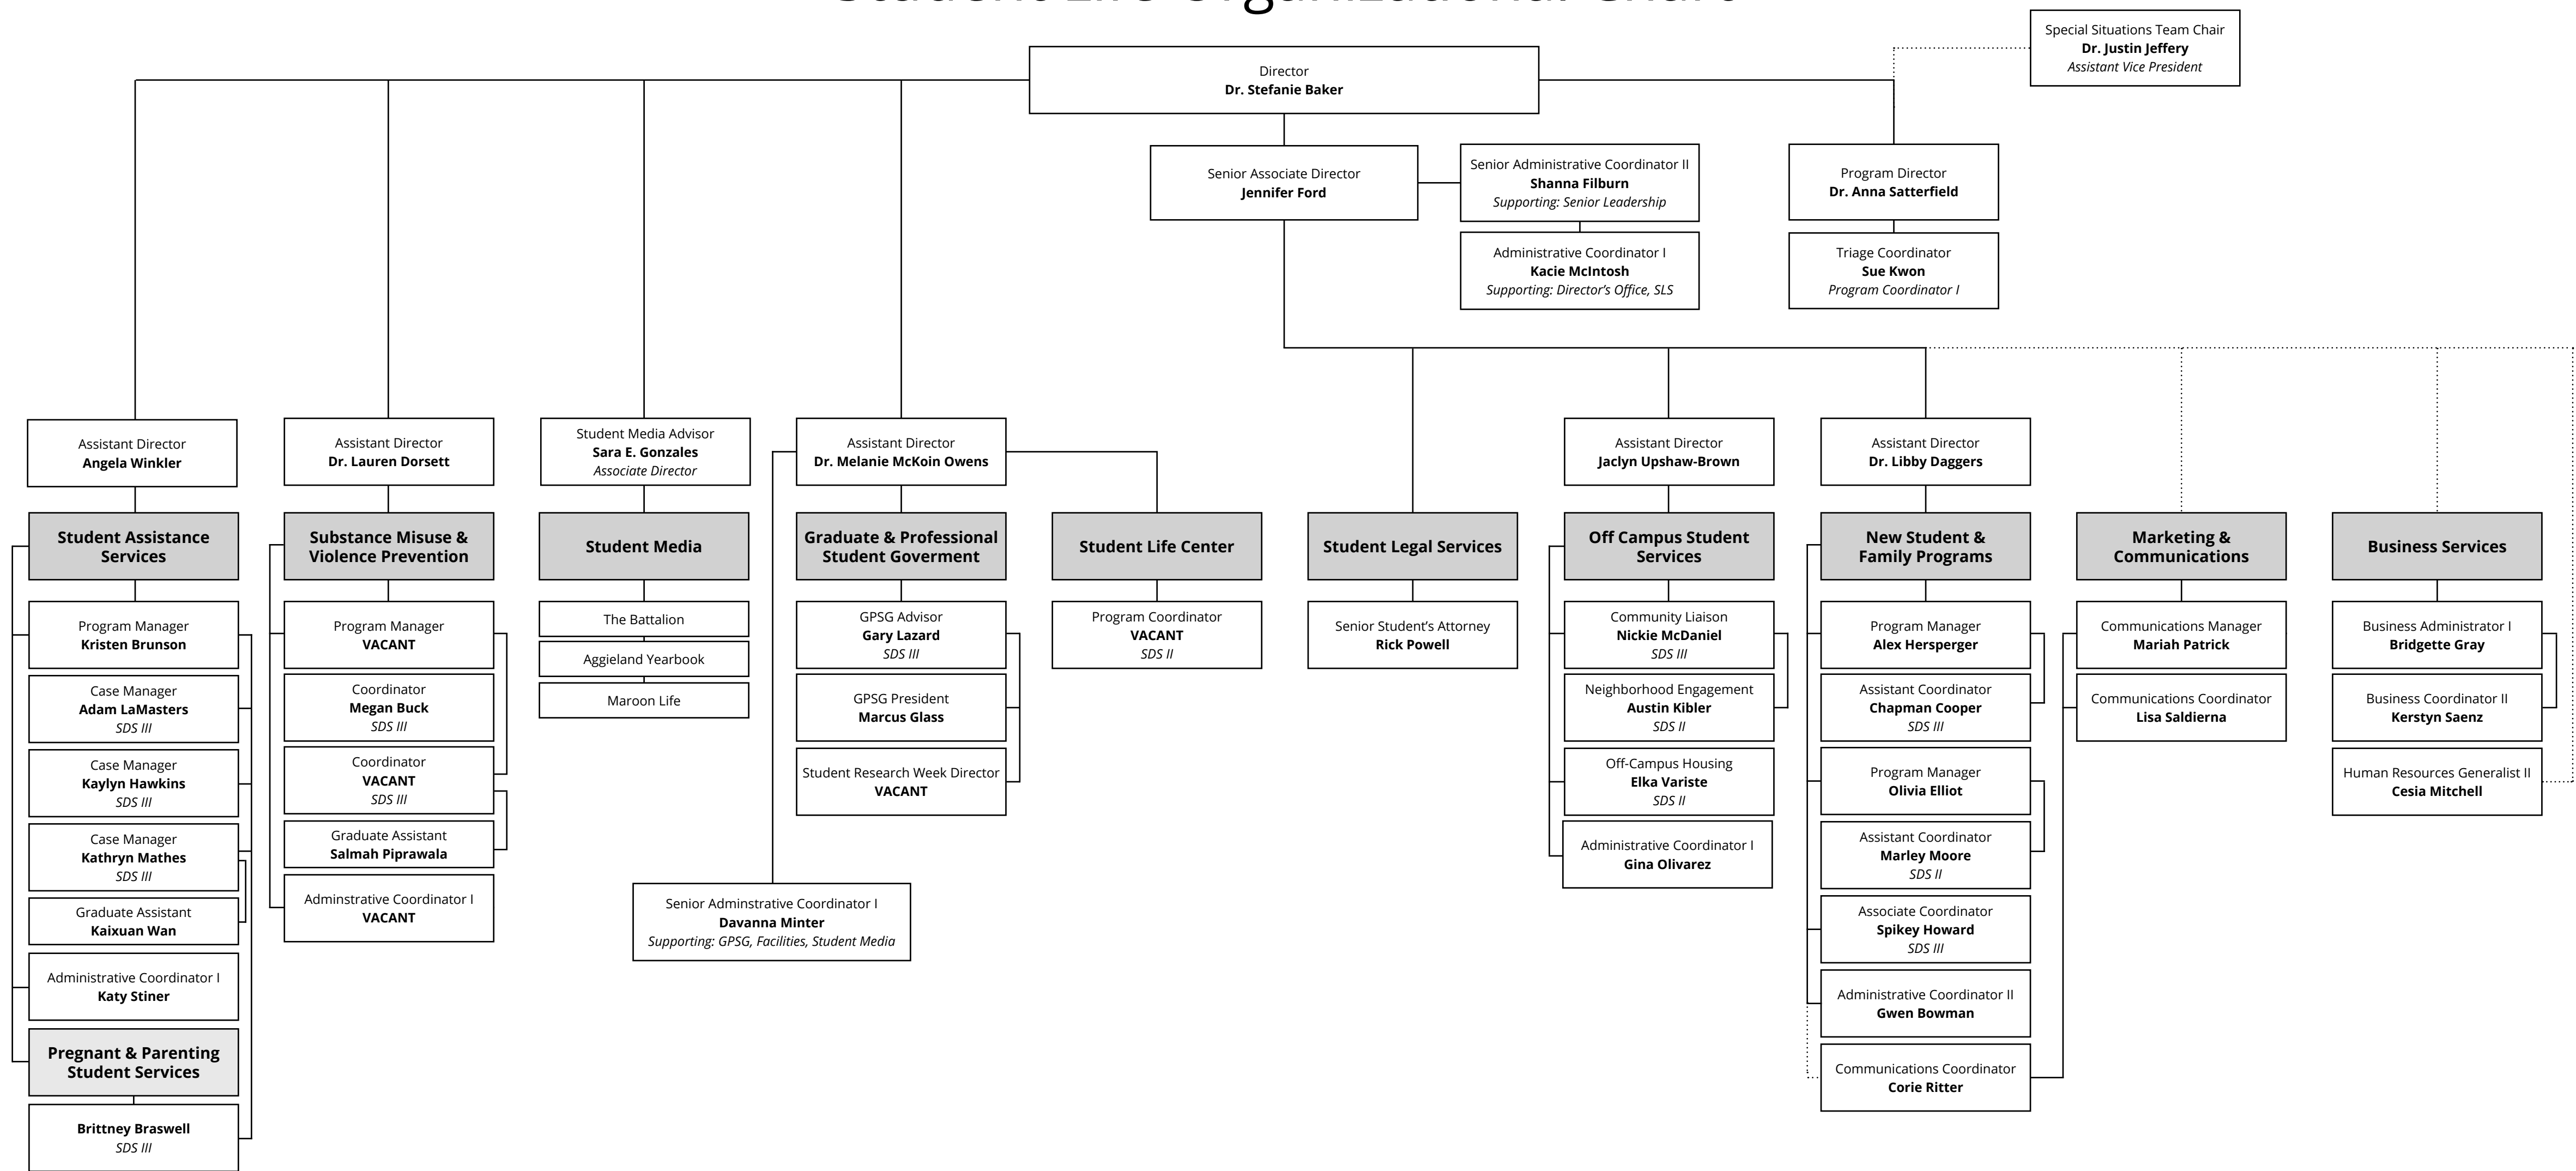 Student Life Organizational Chart
Special Situations Team Chair
Dr. Justin Jeffery
Assistant Vice President
Director
Dr. Stefanie Baker
Senior Associate Director
Jennifer Ford
Senior Administrative Coordinator II
Shanna Filburn
Supporting: Senior Leadership
Administrative Coordinator I
Kacie McIntosh
Supporting: Director's Office, SLS
Program Director
Dr. Anna Satterfield
Triage Coordinator
Sue Kwon
Program Coordinator I
Assistant Director
Angela Winkler
Student Assistance
Services
Program Manager
Kristen Brunson
Case Manager
Adam LaMasters
SDS III
Case Manager
Kaylyn Hawkins
SDS III
Case Manager
Kathryn Mathes
SDS III
Graduate Assistant
Kaixuan Wan
Administrative Coordinator I
Katy Stiner
Pregnant & Parenting
Student Services
Brittney Braswell
SDS III
Assistant Director
Dr. Lauren Dorsett
Substance Misuse &
Violence Prevention
Program Manager
VACANT
Coordinator
Megan Buck
SDS III
Coordinator
VACANT
SDS III
Graduate Assistant
Salmah Piprawala
Adminstrative Coordinator I
VACANT
Student Media Advisor
Sara E. Gonzales
Associate Director
Student Media
The Battalion
Aggieland Yearbook
Maroon Life
Assistant Director
Dr. Melanie McKoin Owens
Graduate & Professional
Student Goverment
GPSG Advisor
Gary Lazard
SDS III
GPSG President
Marcus Glass
Student Research Week Director
VACANT
Senior Adminstrative Coordinator I
Davanna Minter
Supporting: GPSG, Facilities, Student Media
Student Life Center
Program Coordinator
VACANT
SDS II
Student Legal Services
Senior Student's Attorney
Rick Powell
Assistant Director
Jaclyn Upshaw-Brown
Off Campus Student
Services
Community Liaison
Nickie McDaniel
SDS III
Neighborhood Engagement
Austin Kibler
SDS II
Off-Campus Housing
Elka Variste
SDS II
Administrative Coordinator I
Gina Olivarez
Assistant Director
Dr. Libby Daggers
New Student &
Family Programs
Program Manager
Alex Hersperger
Assistant Coordinator
Chapman Cooper
SDS III
Program Manager
Olivia Elliot
Assistant Coordinator
Marley Moore
SDS II
Associate Coordinator
Spikey Howard
SDS III
Administrative Coordinator II
Gwen Bowman
Communications Coordinator
Corie Ritter
Marketing &
Communications
Communications Manager
Mariah Patrick
Communications Coordinator
Lisa Saldierna
Business Services
Business Administrator I
Bridgette Gray
Business Coordinator II
Kerstyn Saenz
Human Resources Generalist II
Cesia Mitchell